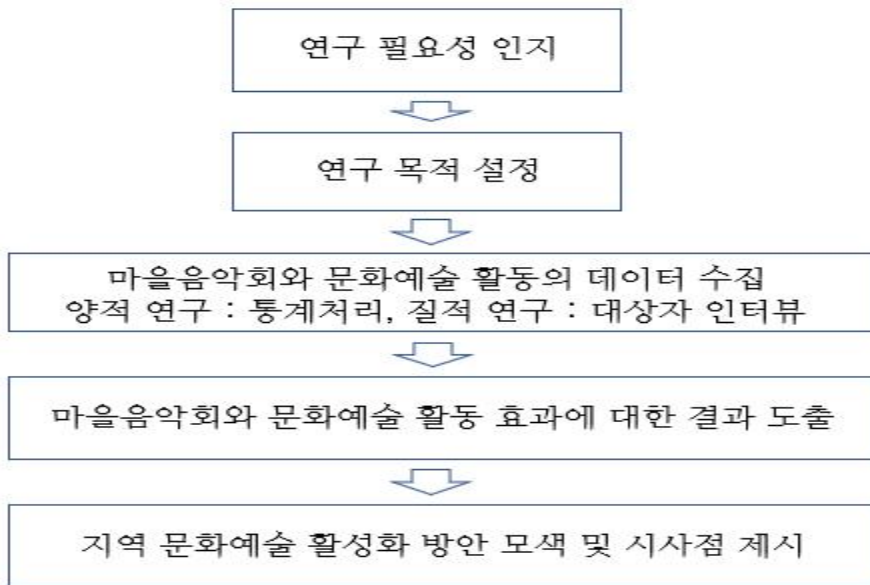 연구 필요성 인지
연구 목적 설정
마을음악회와 문화예술 활동의 데이터 수집
양적 연구 : 통계처리, 질적 연구 : 대상자 인터뷰
마을음악회와 문화예술 활동 효과에 대한 결과 도출
지역 문화예술 활성화 방안 모색 및 시사점 제시